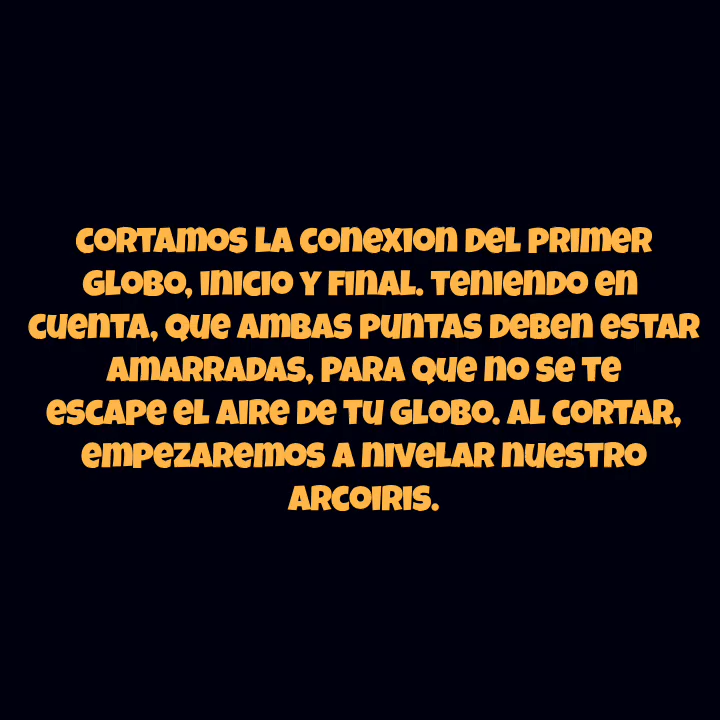 Cortamos la conexion del primer
globo, inicio y final. Teniendo en
cuenta, que ambas puntas deben estar
amarradas, para que no se te
escape el aire de tu globo. Al cortar,
empezaremos a nivelar nuestro
arcoiris.